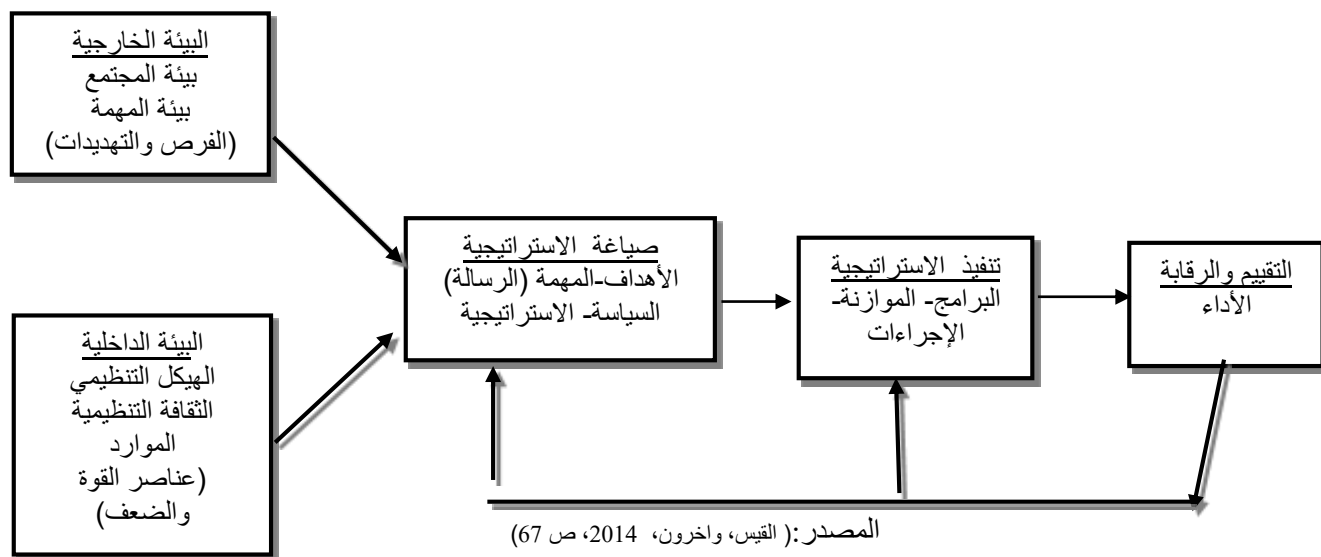 البيئة الخارجية
بيئة المجتمع
بيئة المهمة
(الفرص والتهديدات)
صياغة الاستراتيجية
الأهداف-المهمة (الرسالة)
السياسة- الاستراتيجية
تنفيذ الاستراتيجية
البرامج- الموازنة-
الإجراءات
التقييم والرقابة
الأداء
البيئة الداخلية
الهيكل التنظيمي
الثقافة التنظيمية
الموارد
(عناصر القوة
والضعف)
المصدر:( القيس، واخرون، 2014، ص 67)